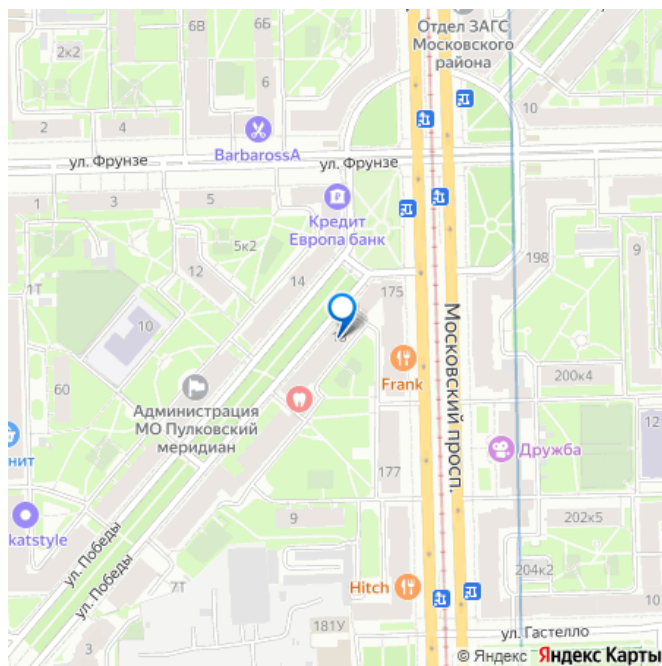 6В
6Б
Отдел ЗАГС
Московского
района
2к2
6
10
2
4
BarbarossA
ул. Фрунзе
ул. Фрунзе
1
3
5
Кредит
Европа банк
5к2
198
9
12
14
1Т
175
10
Московский просп.
Frank
200к4
60
Администрация
МО Пулковский
меридиан
12
нит
Дружба
177
9
202к5
katstyle
ул. Победы
ул. Победы
7Т
204к2
Hitch
10
181У
ул. Гастелло
3
© Яндекс Яндекс Карты